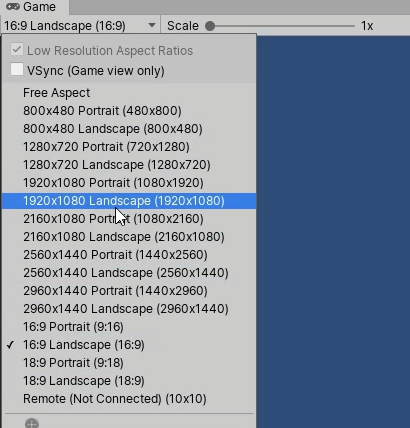 Game
16:9 Landscape (16:9) Scale 1x
Low Resolution Aspect Ratios
VSync (Game view only)
Free Aspect
800x480 Portrait (480x800)
800x480 Landscape (800x480)
1280x720 Portrait (720x1280)
1280x720 Landscape (1280x720)
1920x1080 Portrait (1080x1920)
1920x1080 Landscape (1920x1080)
2160x1080 Portrait (1080x2160)
2160x1080 Landscape (2160x1080)
2560x1440 Portrait (1440x2560)
2560x1440 Landscape (2560x1440)
2960x1440 Portrait (1440x2960)
2960x1440 Landscape (2960x1440)
16:9 Portrait (9:16)
16:9 Landscape (16:9)
18:9 Portrait (9:18)
18:9 Landscape (18:9)
Remote (Not Connected) (10x10)